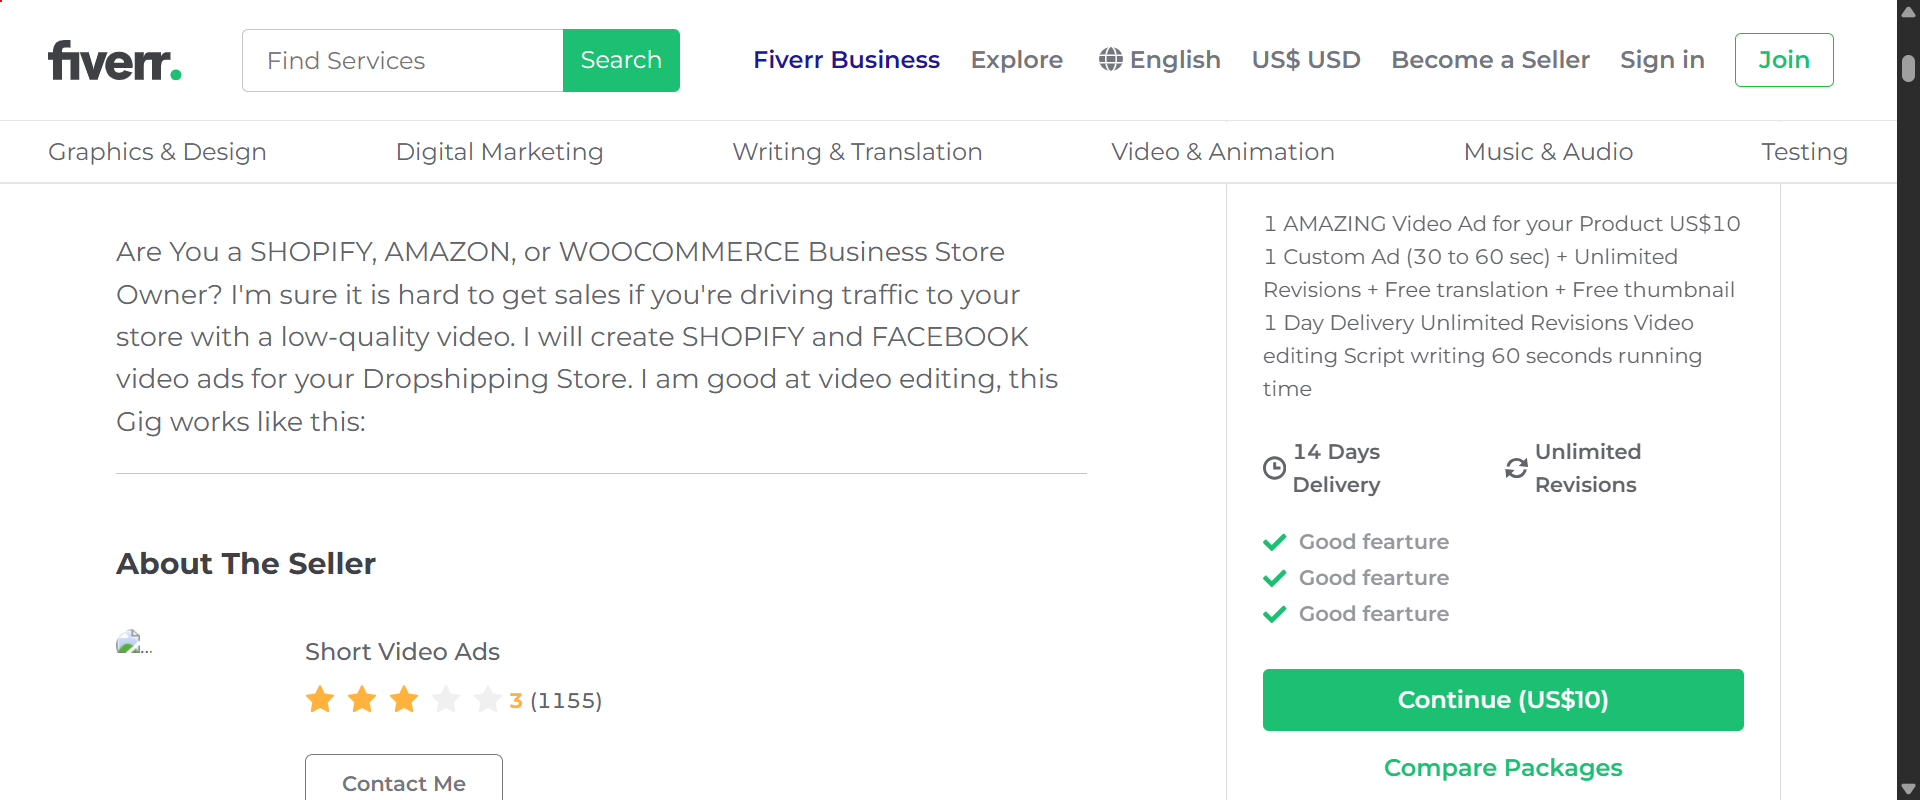 fiverr.
Find Services
Search
Fiverr Business
Explore
English
US$ USD
Become a Seller
Sign in
Join
Graphics & Design
Digital Marketing
Writing & Translation
Video & Animation
Music & Audio
Testing
Are You a SHOPIFY, AMAZON, or WOOCOMMERCE Business Store
Owner? I'm sure it is hard to get sales if you're driving traffic to your
store with a low-quality video. I will create SHOPIFY and FACEBOOK
video ads for your Dropshipping Store. I am good at video editing, this
Gig works like this:
About The Seller
...
Short Video Ads
3 (1155)
Contact Me
1 AMAZING Video Ad for your Product US$10
1 Custom Ad (30 to 60 sec) + Unlimited
Revisions + Free translation + Free thumbnail
1 Day Delivery Unlimited Revisions Video
editing Script writing 60 seconds running
time
14 Days
Delivery
Unlimited
Revisions
Good fearture
Good fearture
Good fearture
Continue (US$10)
Compare Packages